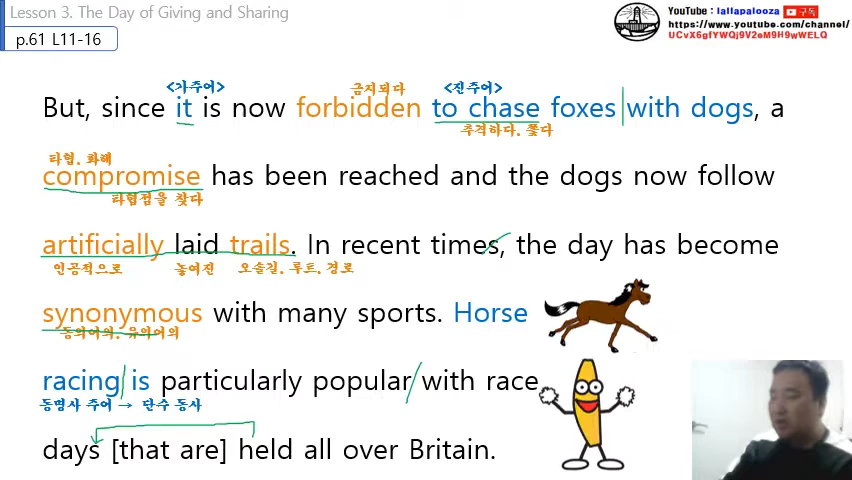 Lesson 3. The Day of Giving and Sharing
YouTube : lallapalooza 구독
https://www.youtube.com/channel/
UCvX6gfYWQj9V2eM9H9wWELQ
p.61 L11-16
<가주어> 금지되다 <진주어>
But, since it is now forbidden to chase foxes with dogs, a
추격하다. 쫓다
타협. 화해
compromise has been reached and the dogs now follow
타협점을 찾다
artificially laid trails. In recent times, the day has become
인공적으로 놓여진 오솔길. 루트. 경로
synonymous with many sports. Horse
동의어의. 유의어의
racing is particularly popular with race
동명사 주어 → 단수 동사
days [that are] held all over Britain.